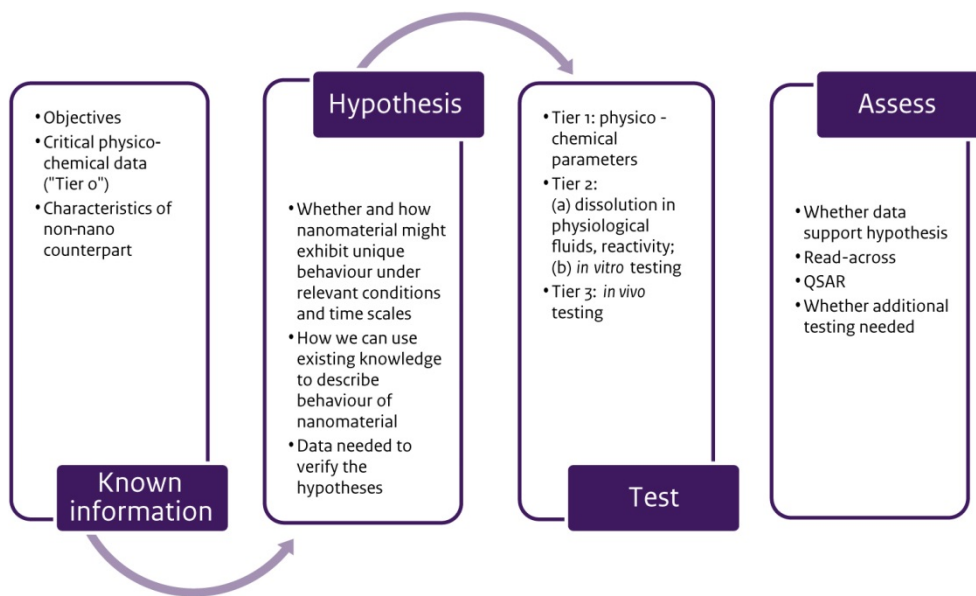 • Objectives
• Critical physico-
chemical data
("Tier 0")
• Characteristics of
non-nano
counterpart
Known
information
Hypothesis
• Whether and how
nanomaterial might
exhibit unique
behaviour under
relevant conditions
and time scales
• How we can use
existing knowledge
to describe
behaviour of
nanomaterial
• Data needed to
verify the
hypotheses
• Tier 1: physico -
chemical
parameters
• Tier 2:
(a) dissolution in
physiological
fluids, reactivity;
(b) in vitro testing
• Tier 3: in vivo
testing
Test
Assess
• Whether data
support hypothesis
• Read-across
• QSAR
• Whether additional
testing needed